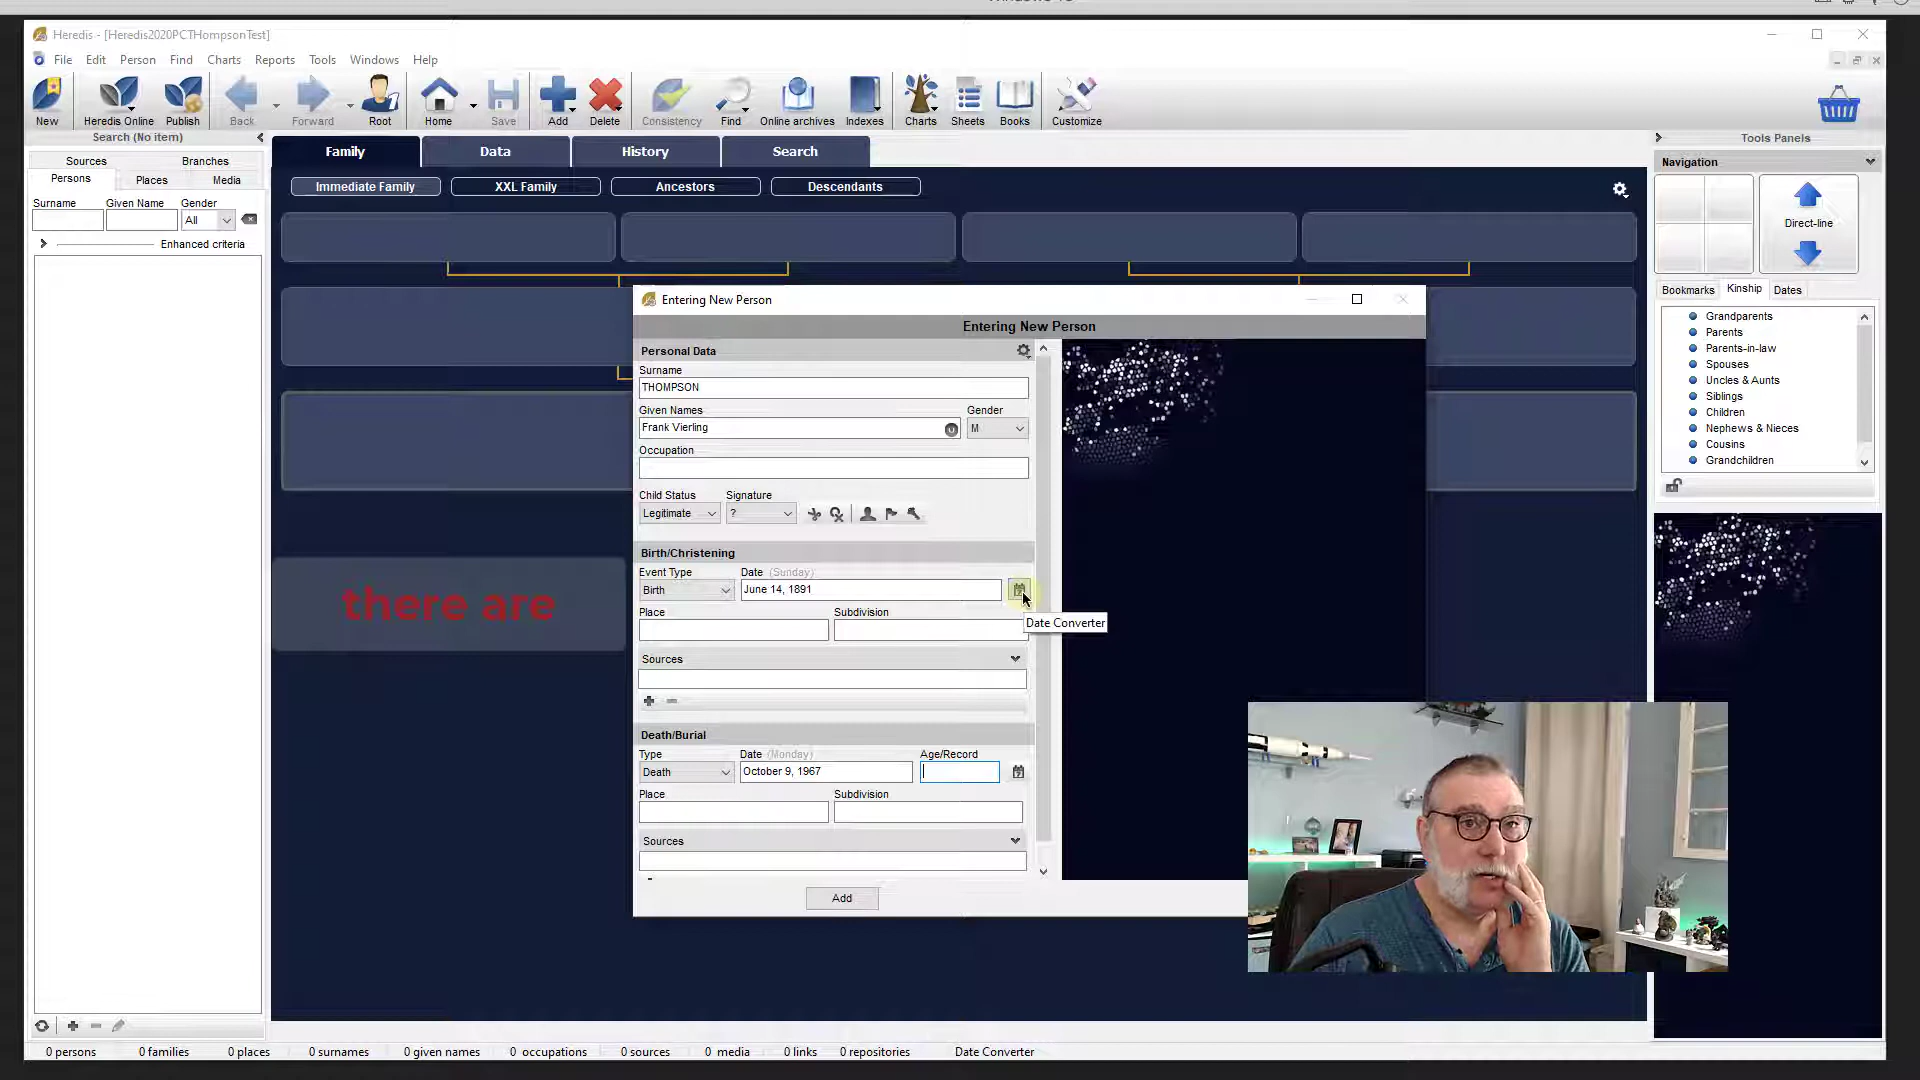 Heredis - [Heredis2020PCTHompsonTest]
File Edit Person Find Charts Reports Tools Windows Help
New Heredis Online Publish Back Forward Root Home Save Add Delete Consistency Find Online archives Indexes Charts Sheets Books Customize
Search (No item)
Sources Branches
Persons Places Media
Surname Given Name Gender
All
Enhanced criteria
Family Data History Search
Immediate Family XXL Family Ancestors Descendants
there are
Entering New Person
Entering New Person
Personal Data
Surname
THOMPSON
Given Names Gender
Frank Vierling M
Occupation
Child Status Signature
Legitimate ?
Birth/Christening
Event Type Date (Sunday)
Birth June 14, 1891
Place Subdivision
Date Converter
Sources
Death/Burial
Type Date (Monday) Age/Record
Death October 9, 1967
Place Subdivision
Sources
Add
Tools Panels
Navigation
Direct-line
Bookmarks Kinship Dates
Grandparents
Parents
Parents-in-law
Spouses
Uncles & Aunts
Siblings
Children
Nephews & Nieces
Cousins
Grandchildren
0 persons 0 families 0 places 0 surnames 0 given names 0 occupations 0 sources 0 media 0 links 0 repositories Date Converter